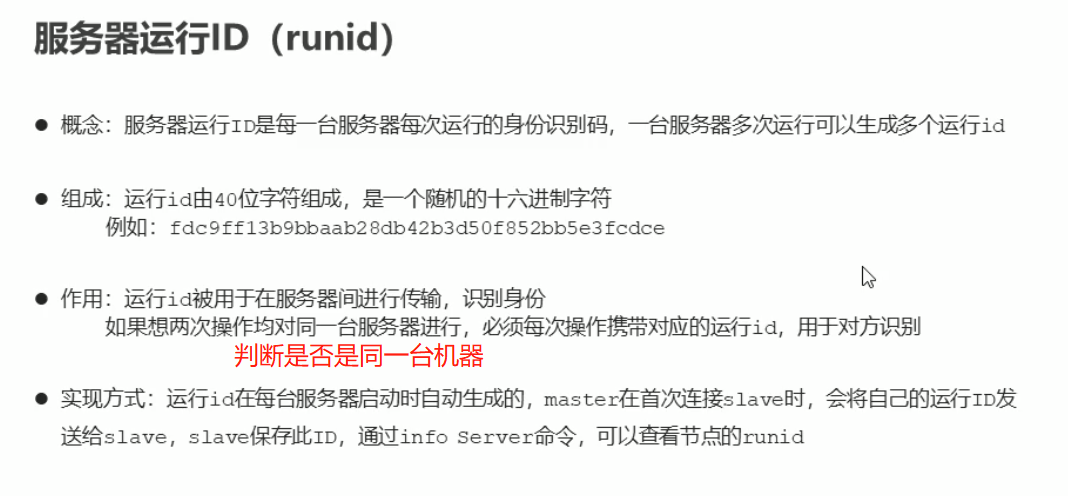 服务器运行ID（runid）
● 概念：服务器运行ID是每一台服务器每次运行的身份识别码，一台服务器多次运行可以生成多个运行id
● 组成：运行id由40位字符组成，是一个随机的十六进制字符
例如：fdc9ff13b9bbaab28db42b3d50f852bb5e3fcdce
● 作用：运行id被用于在服务器间进行传输，识别身份
如果想两次操作均对同一台服务器进行，必须每次操作携带对应的运行id，用于对方识别
判断是否是同一台机器
● 实现方式：运行id在每台服务器启动时自动生成的，master在首次连接slave时，会将自己的运行ID发
送给slave，slave保存此ID，通过info Server命令，可以查看节点的runid